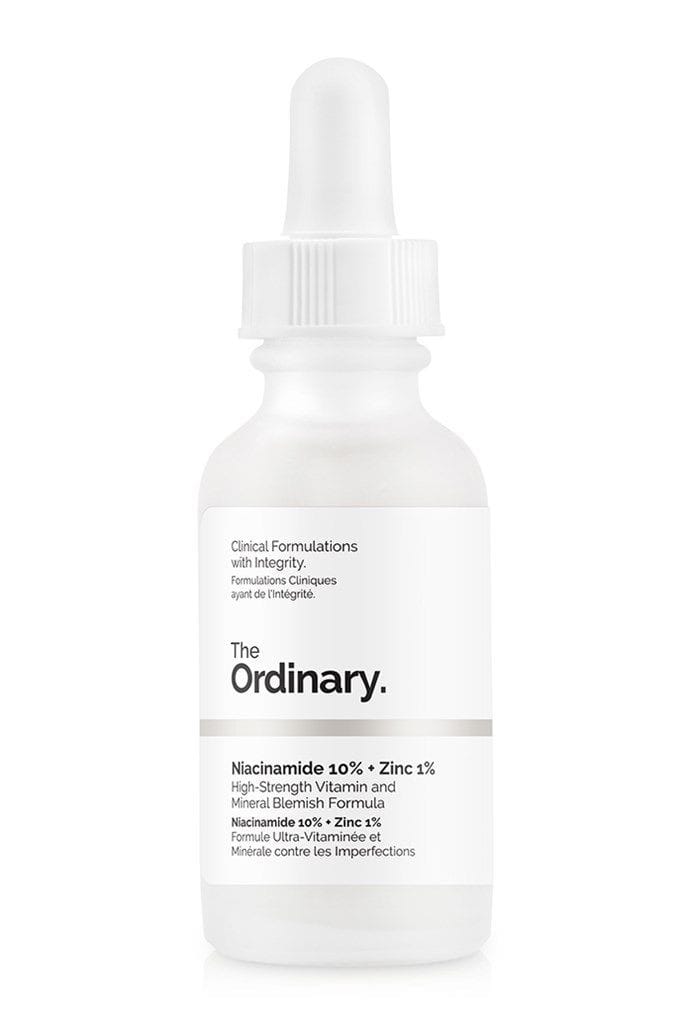 Clinical Formulations
with Integrity.
Formulations Cliniques
ayant de l'Intégrité.
The
Ordinary.
Niacinamide 10% + Zinc 1%
High-Strength Vitamin and
Mineral Blemish Formula
Niacinamide 10% + Zinc 1%
Formule Ultra-Vitaminée et
Minérale contre les Imperfections